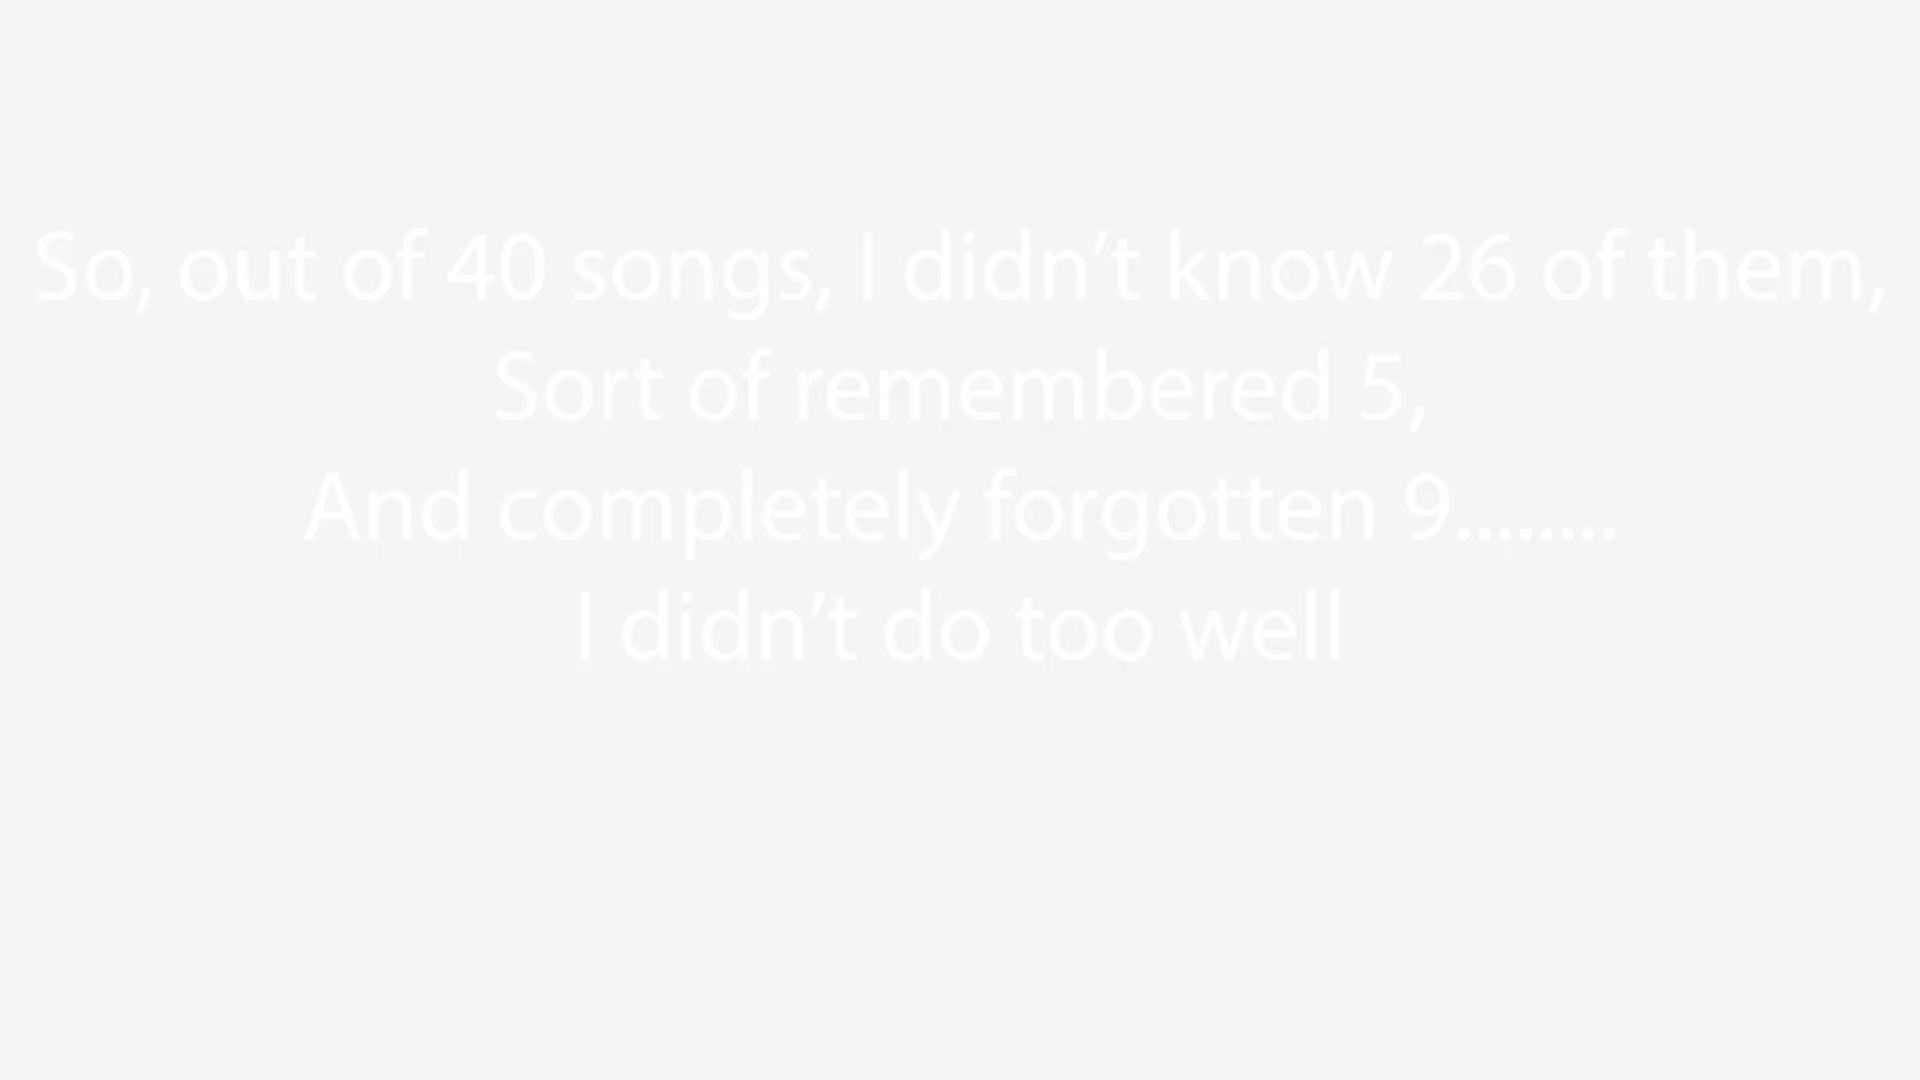 So, out of 40 songs, I didn’t know 26 of them,
Sort of remembered 5,
And completely forgotten 9........
I didn’t do too well